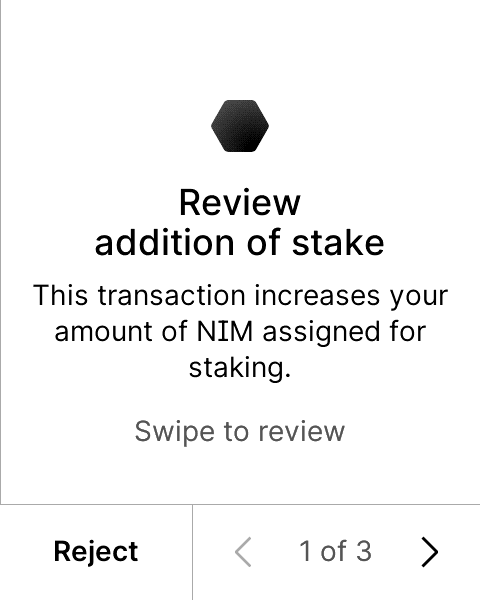 Review
addition of stake
This transaction increases your
amount of NIM assigned for
staking.
Swipe to review
Reject
1 of 3